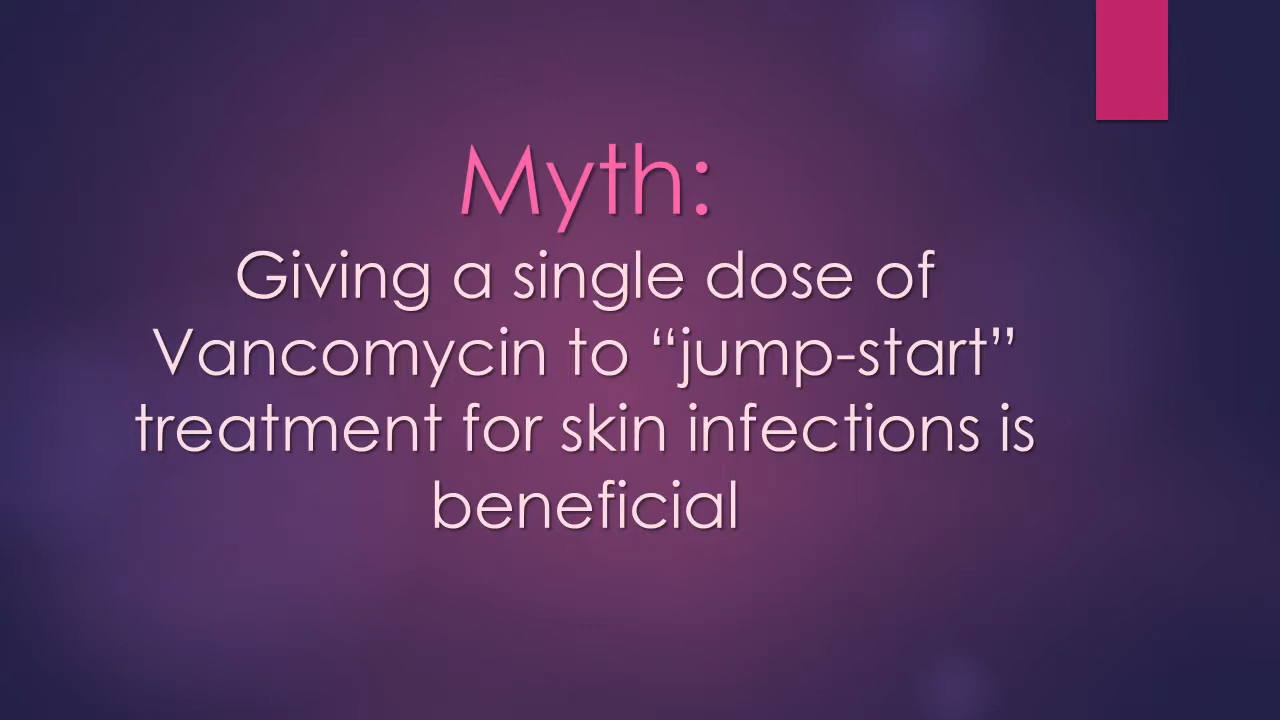 Myth:
Giving a single dose of
Vancomycin to “jump-start”
treatment for skin infections is
beneficial